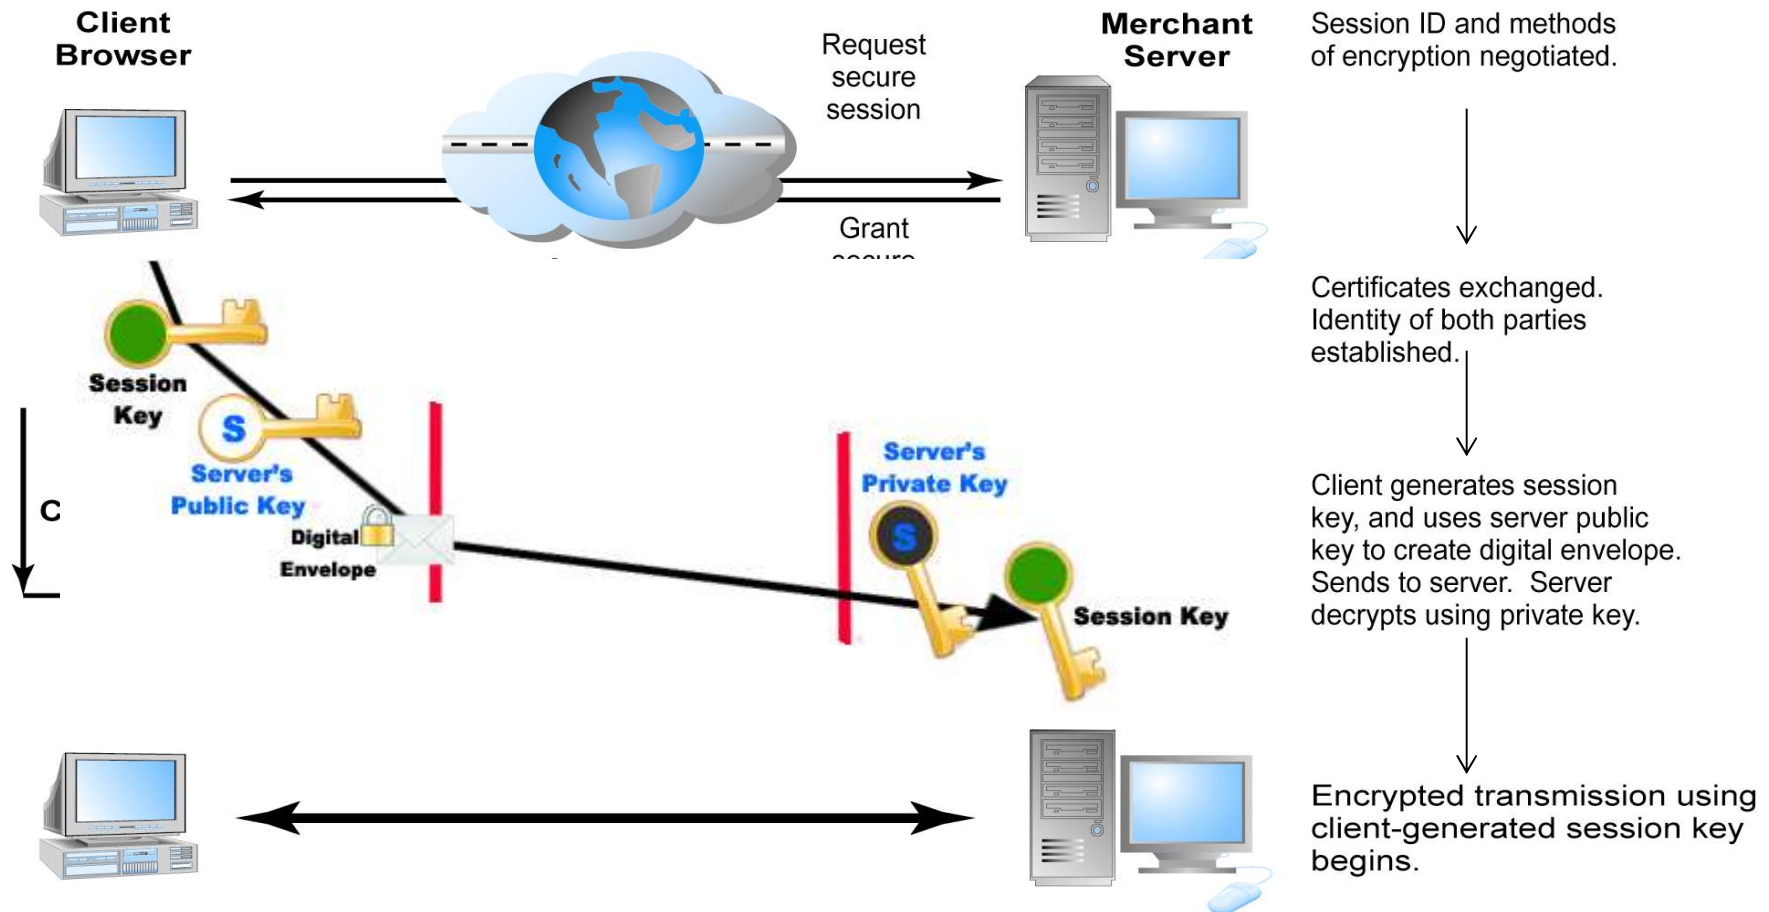 Client
Browser
Request
secure
session
Merchant
Server
Session ID and methods
of encryption negotiated.
Grant
secure
Certificates exchanged.
Identity of both parties
established.
Session
Key
S
Server's
Public Key
C
Digital
Envelope
Server's
Private Key
S
Session Key
Client generates session
key, and uses server public
key to create digital envelope.
Sends to server.  Server
decrypts using private key.
Encrypted transmission using
client-generated session key
begins.